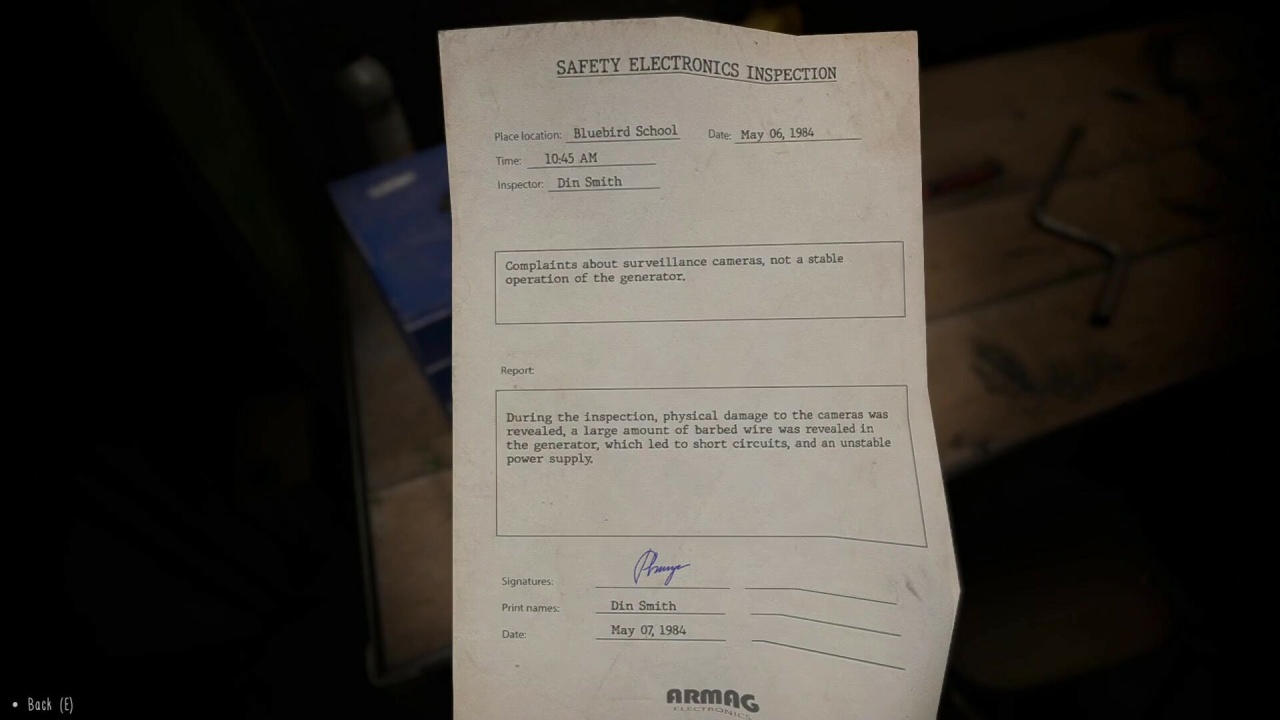 SAFETY ELECTRONICS INSPECTION
Place location: Bluebird School Date: May 06, 1984
Time: 10:45 AM
Inspector: Din Smith
Complaints about surveillance cameras, not a stable
operation of the generator.
Report:
During the inspection, physical damage to the cameras was
revealed, a large amount of barbed wire was revealed in
the generator, which led to short circuits, and an unstable
power supply.
Signatures:
Print names: Din Smith
Date: May 07, 1984
ARMAG
ELECTRONICS
• Back (E)